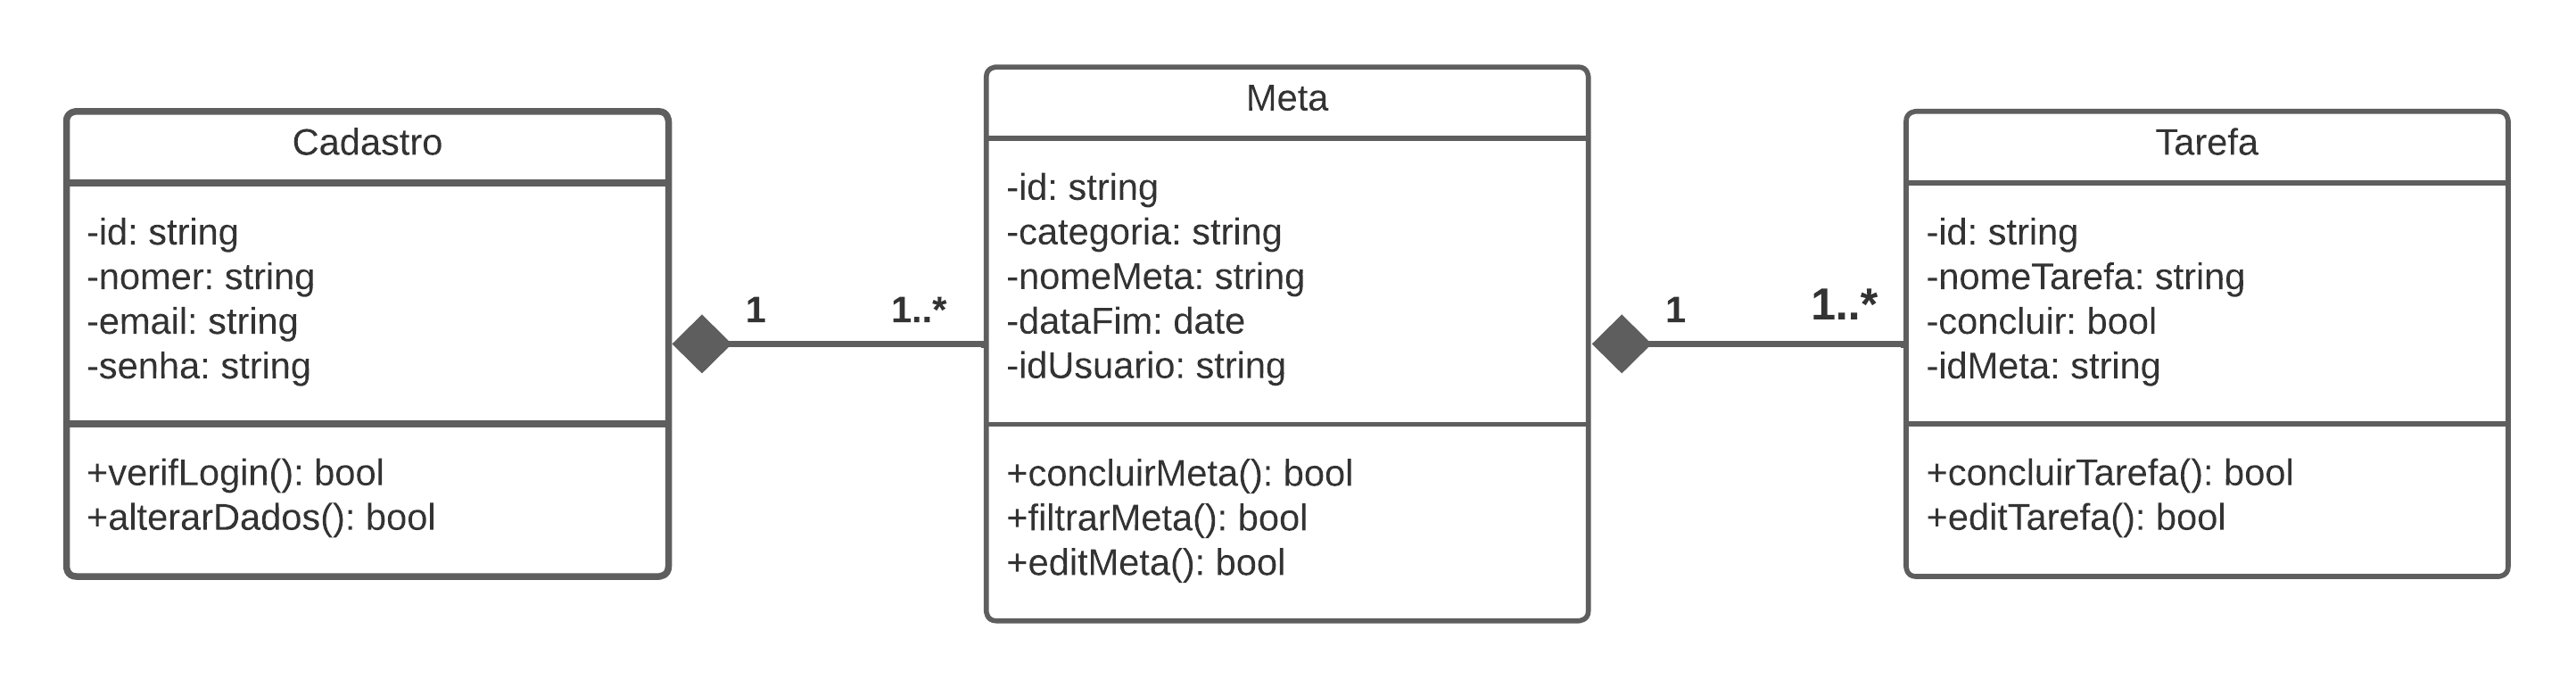 Cadastro
-id: string
-nomer: string
-email: string
-senha: string
+verifLogin(): bool
+alterarDados(): bool
1
1..*
Meta
-id: string
-categoria: string
-nomeMeta: string
-dataFim: date
-idUsuario: string
+concluirMeta(): bool
+filtrarMeta(): bool
+editMeta(): bool
1
1..*
Tarefa
-id: string
-nomeTarefa: string
-concluir: bool
-idMeta: string
+concluirTarefa(): bool
+editTarefa(): bool